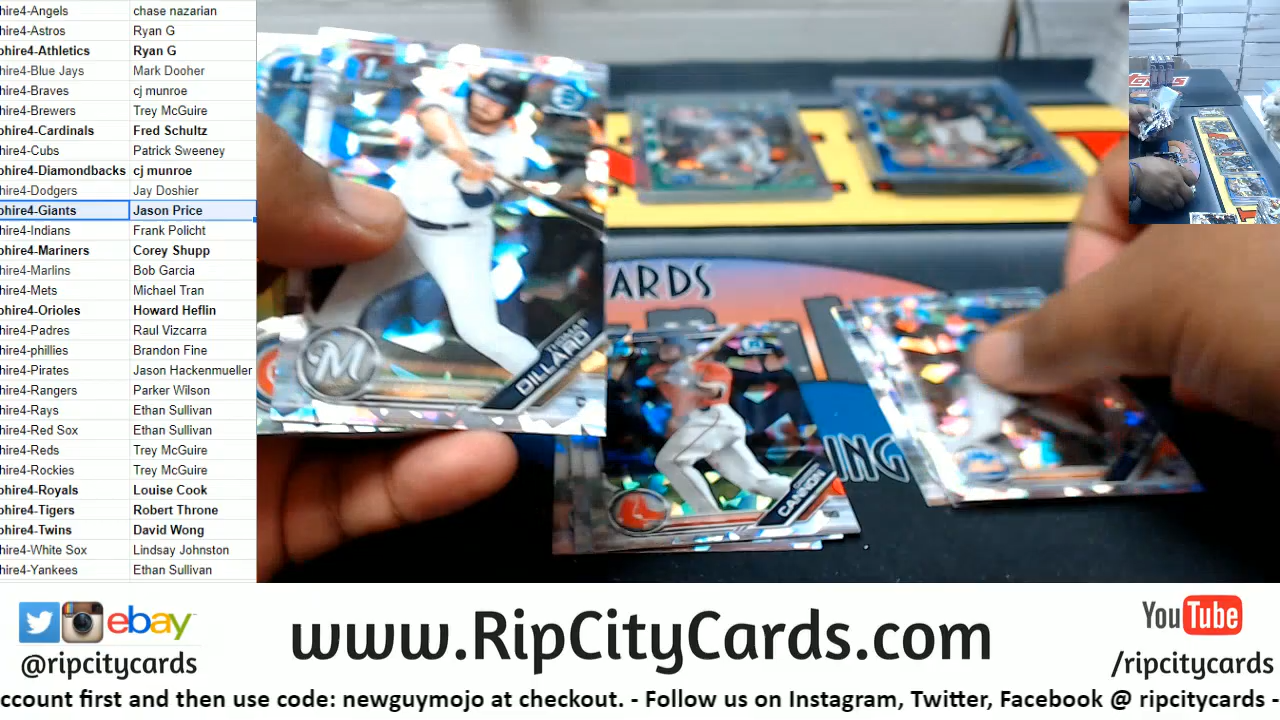 hire4-Angels chase nazarian
hire4-Astros Ryan G
phire4-Athletics Ryan G
hire4-Blue Jays Mark Dooher
hire4-Braves cj munroe
hire4-Brewers Trey McGuire
phire4-Cardinals Fred Schultz
hire4-Cubs Patrick Sweeney
phire4-Diamondbacks cj munroe
hire4-Dodgers Jay Doshier
phire4-Giants Jason Price
hire4-Indians Frank Policht
phire4-Mariners Corey Shupp
hire4-Marlins Bob Garcia
hire4-Mets Michael Tran
phire4-Orioles Howard Heflin
hire4-Padres Raul Vizcarra
hire4-phillies Brandon Fine
hire4-Pirates Jason Hackenmueller
hire4-Rangers Parker Wilson
hire4-Rays Ethan Sullivan
hire4-Red Sox Ethan Sullivan
hire4-Reds Trey McGuire
hire4-Rockies Trey McGuire
phire4-Royals Louise Cook
phire4-Tigers Robert Throne
phire4-Twins David Wong
hire4-White Sox Lindsay Johnston
hire4-Yankees Ethan Sullivan
1st
M
DILLARD
ARDS
ING
CANNON
ebay
@ripcitycards
www.RipCityCards.com
YouTube
/ripcitycards
ccount first and then use code: newguymojo at checkout. - Follow us on Instagram, Twitter, Facebook @ ripcitycards -